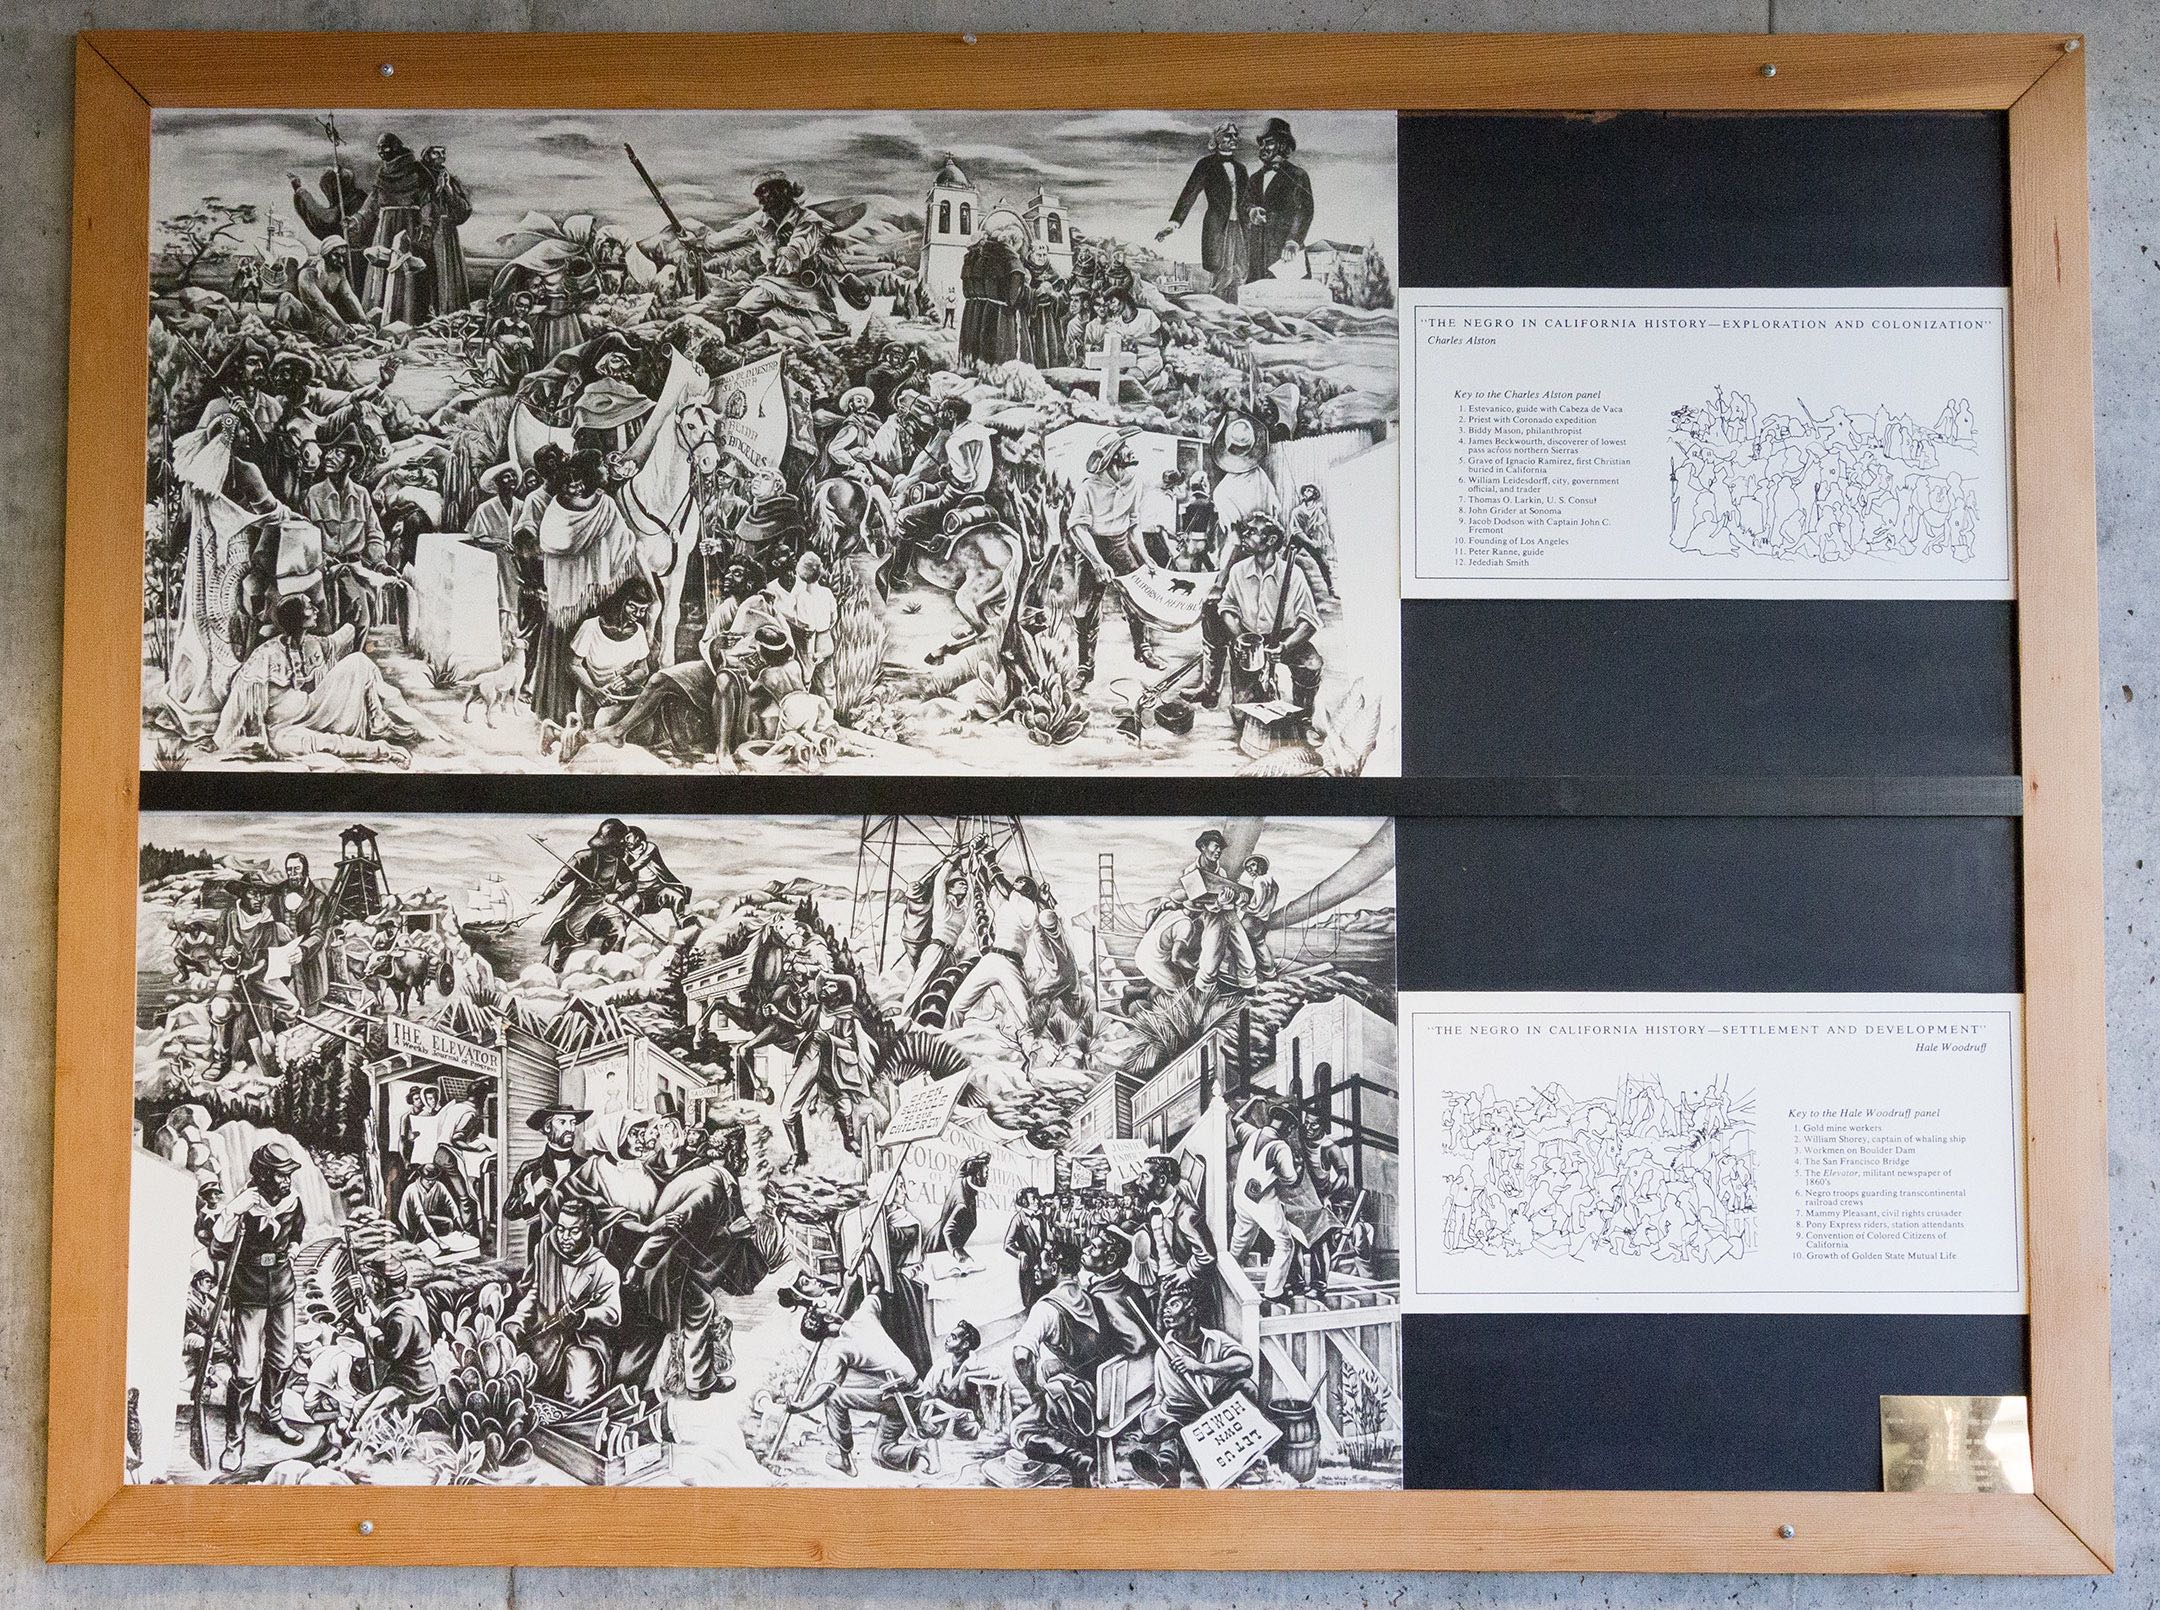 "THE NEGRO IN CALIFORNIA HISTORY—EXPLORATION AND COLONIZATION"
Charles Alston
Key to the Charles Alston panel
1. Estevanico, guide with Cabeza de Vaca
2. Priest with Coronado expedition
3. Biddy Mason, philanthropist
4. James Beckwourth, discoverer of lowest
pass across northern Sierras
5. Grave of Ignacio Ramirez, first Christian
buried in California
6. William Leidesdorff, city, government
official, and trader
7. Thomas O. Larkin, U. S. Consul
8. John Grider at Sonoma
9. Jacob Dodson with Captain John C.
Fremont
10. Founding of Los Angeles
11. Peter Ranne, guide
12. Jedediah Smith
DE NUESTRA
SEÑORA
REINA
CALIFORNIA REPUBL
THE ELEVATOR
A Weekly Journal of Progress
COLOR
CALIFORNIA
CHILDREN
LET US
OWN
HOMES
"THE NEGRO IN CALIFORNIA HISTORY—SETTLEMENT AND DEVELOPMENT"
Hale Woodruff
Key to the Hale Woodruff panel
1. Gold mine workers
2. William Shorey, captain of whaling ship
3. Workmen on Boulder Dam
4. The San Francisco Bridge
5. The Elevator, militant newspaper of
1860's
6. Negro troops guarding transcontinental
railroad crews
7. Mammy Pleasant, civil rights crusader
8. Pony Express riders, station attendants
9. Convention of Colored Citizens of
California
10. Growth of Golden State Mutual Life